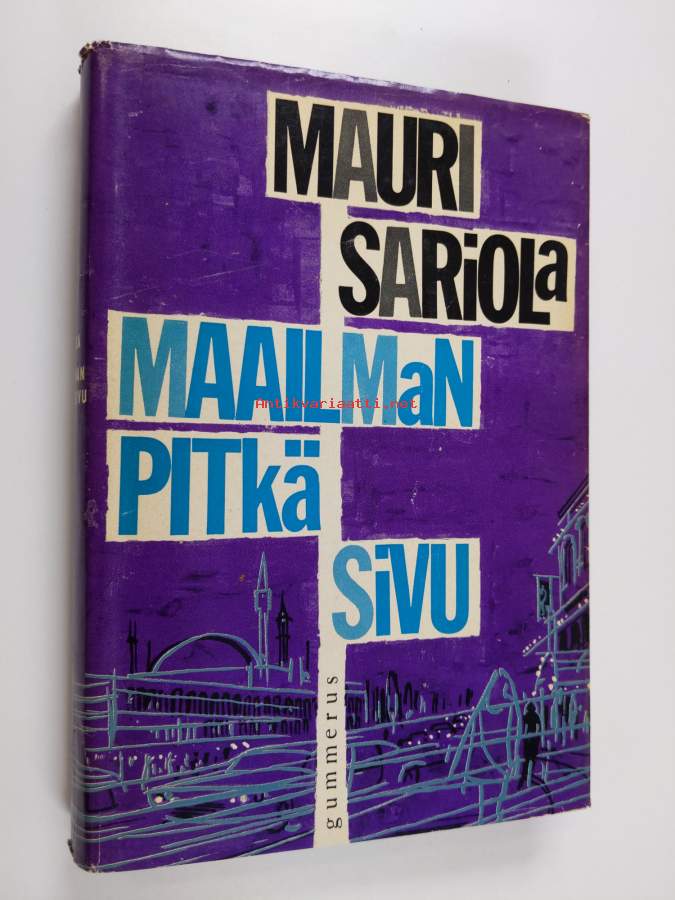 MAURI
SARiOLa
MAAILMaN
Antikvariaatti.net
PITkä
SiVU
gummerus